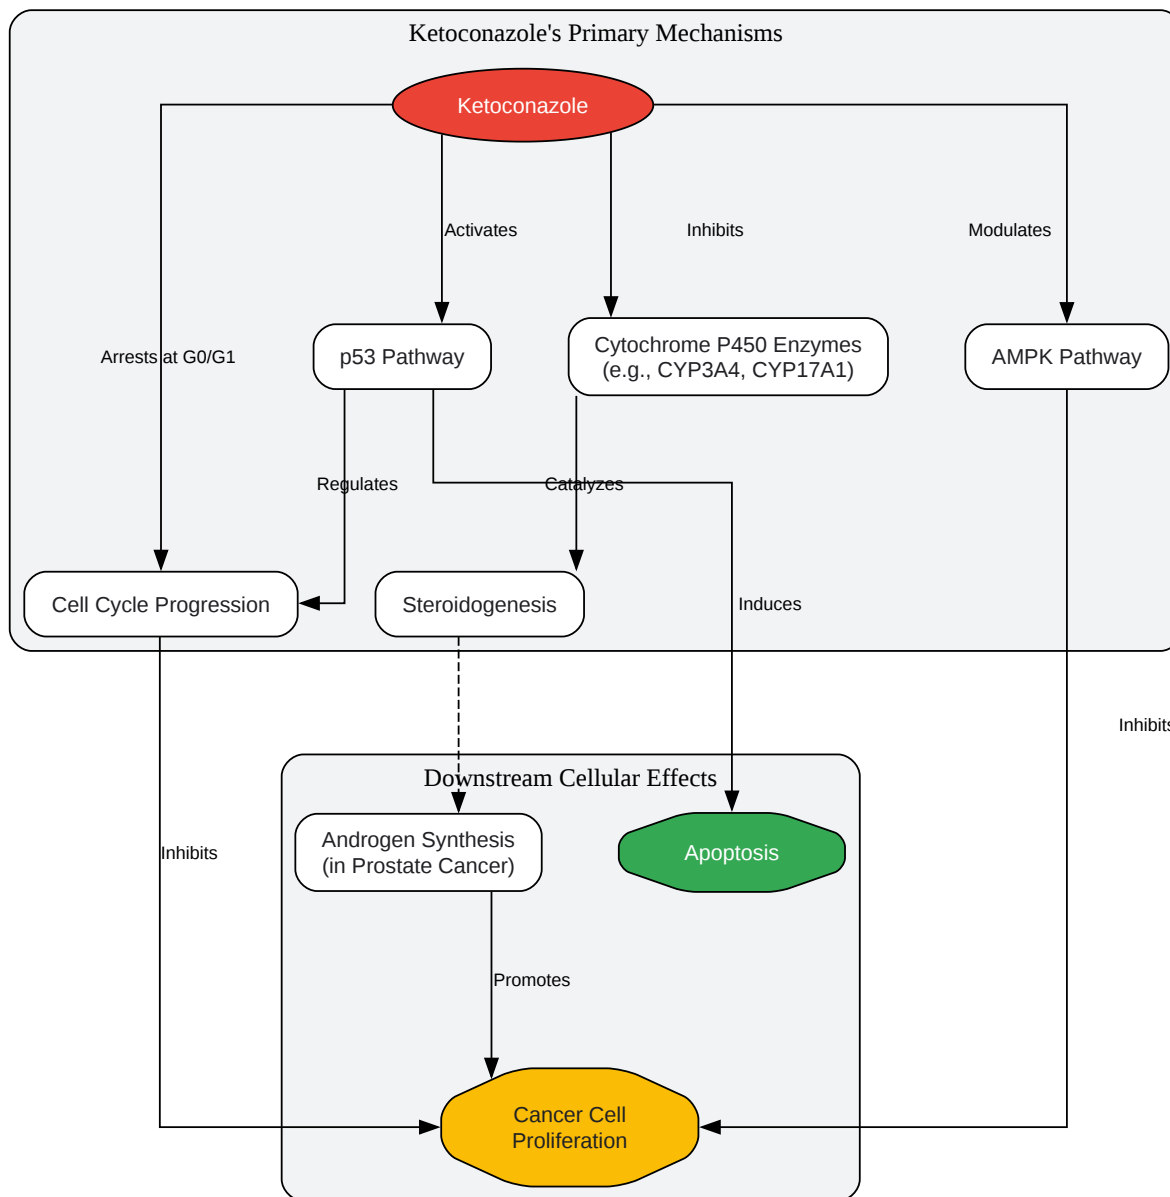 Ketoconazole's Primary Mechanisms
Ketoconazole
Activates
Inhibits
Modulates
Arrests at G0/G1
p53 Pathway
Cytochrome P450 Enzymes
(e.g., CYP3A4, CYP17A1)
AMPK Pathway
Regulates
Catalyzes
Cell Cycle Progression
Steroidogenesis
Induces
Inhibits
Downstream Cellular Effects
Androgen Synthesis
(in Prostate Cancer)
Apoptosis
Inhibits
Promotes
Cancer Cell
Proliferation